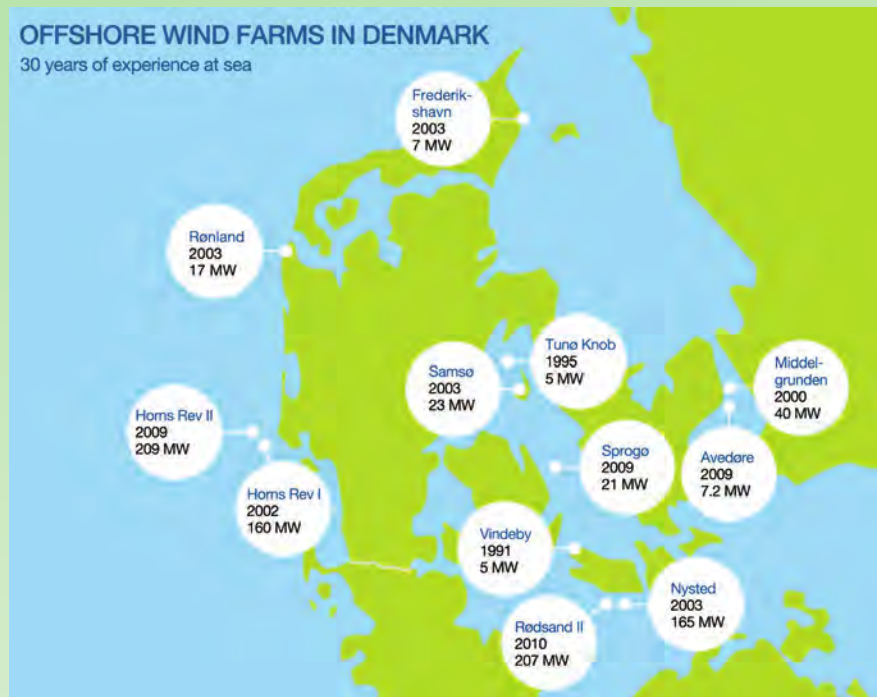 OFFSHORE WIND FARMS IN DENMARK
30 years of experience at sea
Frederik-
shavn
2003
7 MW
Rønland
2003
17 MW
Tunø Knob
1995
5 MW
Samsø
2003
23 MW
Middel-
grunden
2000
40 MW
Horns Rev II
2009
209 MW
Sprogø
2009
21 MW
Avedøre
2009
7.2 MW
Horns Rev I
2002
160 MW
Vindeby
1991
5 MW
Nysted
2003
165 MW
Rødsand II
2010
207 MW